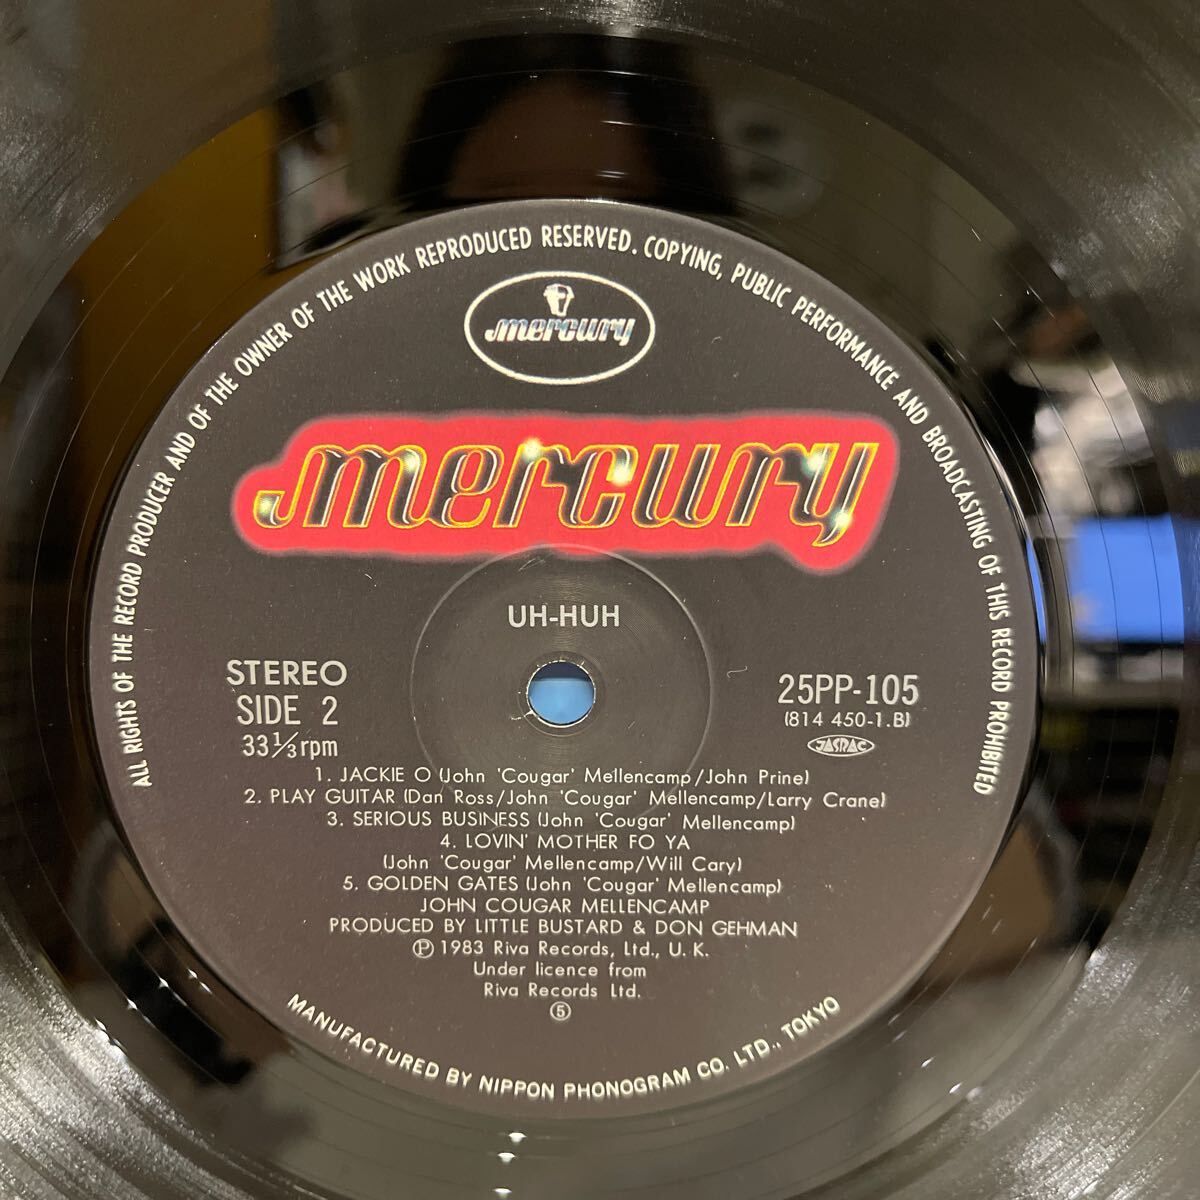 ALL RIGHTS OF THE RECORD PRODUCER AND OF THE OWNER OF THE WORK REPRODUCED RESERVED. COPYING, PUBLIC PERFORMANCE AND BROADCASTING OF THIS RECORD PROHIBITED
mercury
mercury
UH-HUH
STEREO
SIDE 2
33 1/3 rpm
25PP-105
(814 450-1.B)
JASRAC
1. JACKIE O (John 'Cougar' Mellencamp/John Prine)
2. PLAY GUITAR (Dan Ross/John 'Cougar' Mellencamp/Larry Crane)
3. SERIOUS BUSINESS (John 'Cougar' Mellencamp)
4. LOVIN' MOTHER FO YA
(John 'Cougar' Mellencamp/Will Cary)
5. GOLDEN GATES (John 'Cougar' Mellencamp)
JOHN COUGAR MELLENCAMP
PRODUCED BY LITTLE BUSTARD & DON GEHMAN
℗ 1983 Riva Records, Ltd., U. K.
Under licence from
Riva Records Ltd.
⑤
MANUFACTURED BY NIPPON PHONOGRAM CO. LTD., TOKYO